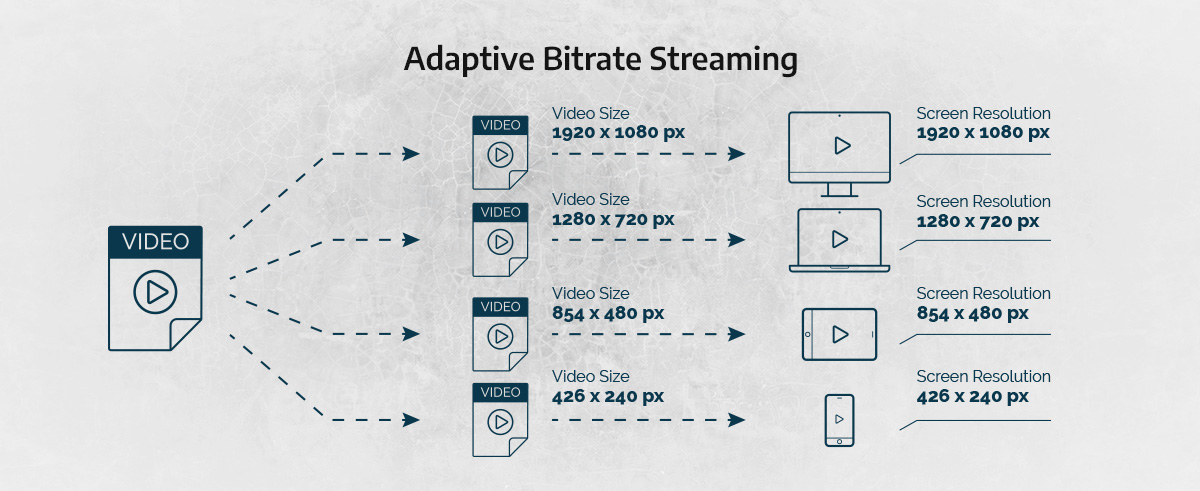 Adaptive Bitrate Streaming
VIDEO
VIDEO
Video Size
1920 x 1080 px
Screen Resolution
1920 x 1080 px
VIDEO
Video Size
1280 x 720 px
Screen Resolution
1280 x 720 px
VIDEO
Video Size
854 x 480 px
Screen Resolution
854 x 480 px
VIDEO
Video Size
426 x 240 px
Screen Resolution
426 x 240 px